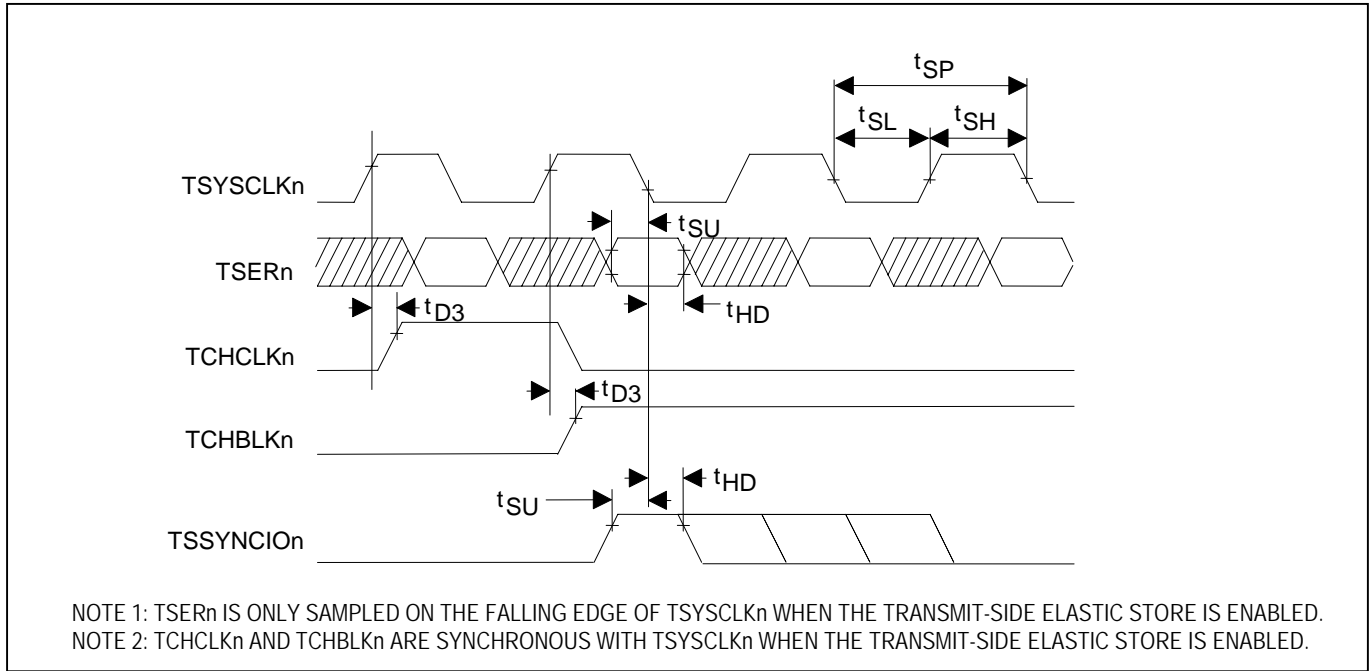 tSP
tSL
tSH
TSYSCLKn
tSU
TSERn
tD3
tHD
TCHCLKn
tD3
TCHBLKn
tHD
tSU
TSSYNCIOn
NOTE 1: TSERn IS ONLY SAMPLED ON THE FALLING EDGE OF TSYSCLKn WHEN THE TRANSMIT-SIDE ELASTIC STORE IS ENABLED.
NOTE 2: TCHCLKn AND TCHBLKn ARE SYNCHRONOUS WITH TSYSCLKn WHEN THE TRANSMIT-SIDE ELASTIC STORE IS ENABLED.